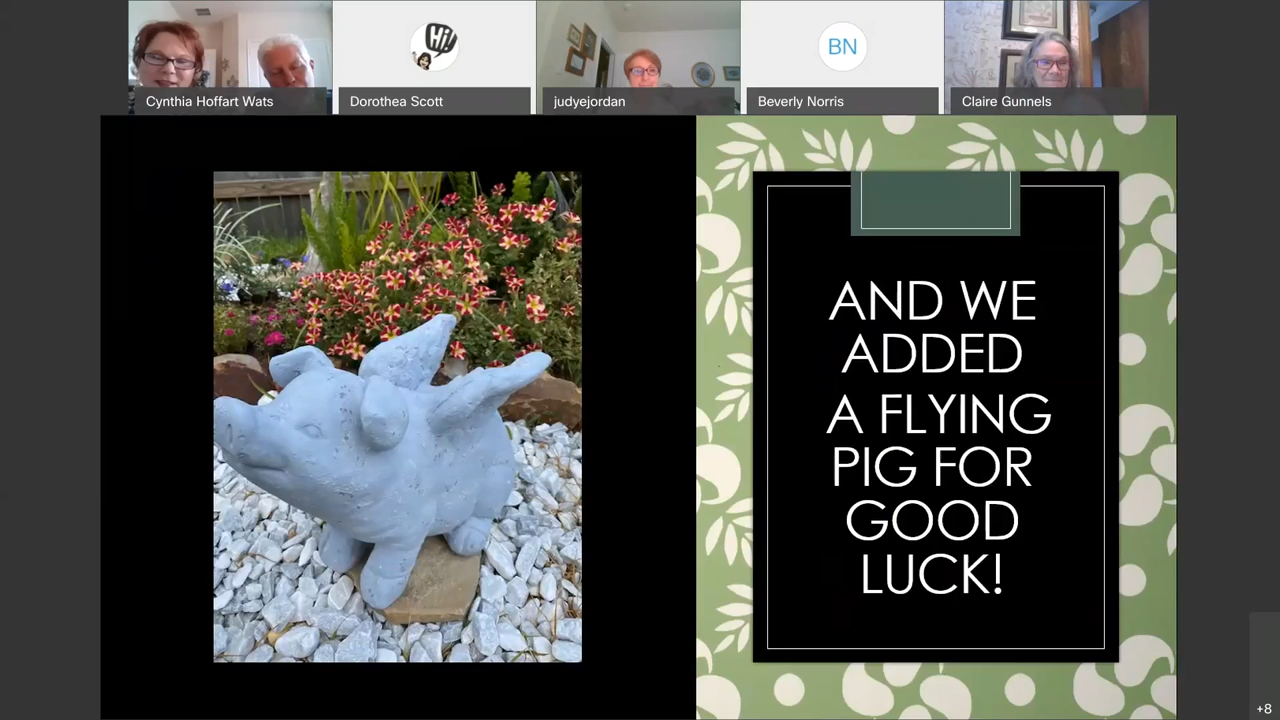 Hi!
BN
Cynthia Hoffart Wats
Dorothea Scott
judyejordan
Beverly Norris
Claire Gunnels
AND WE
ADDED
A FLYING
PIG FOR
GOOD
LUCK!
+8